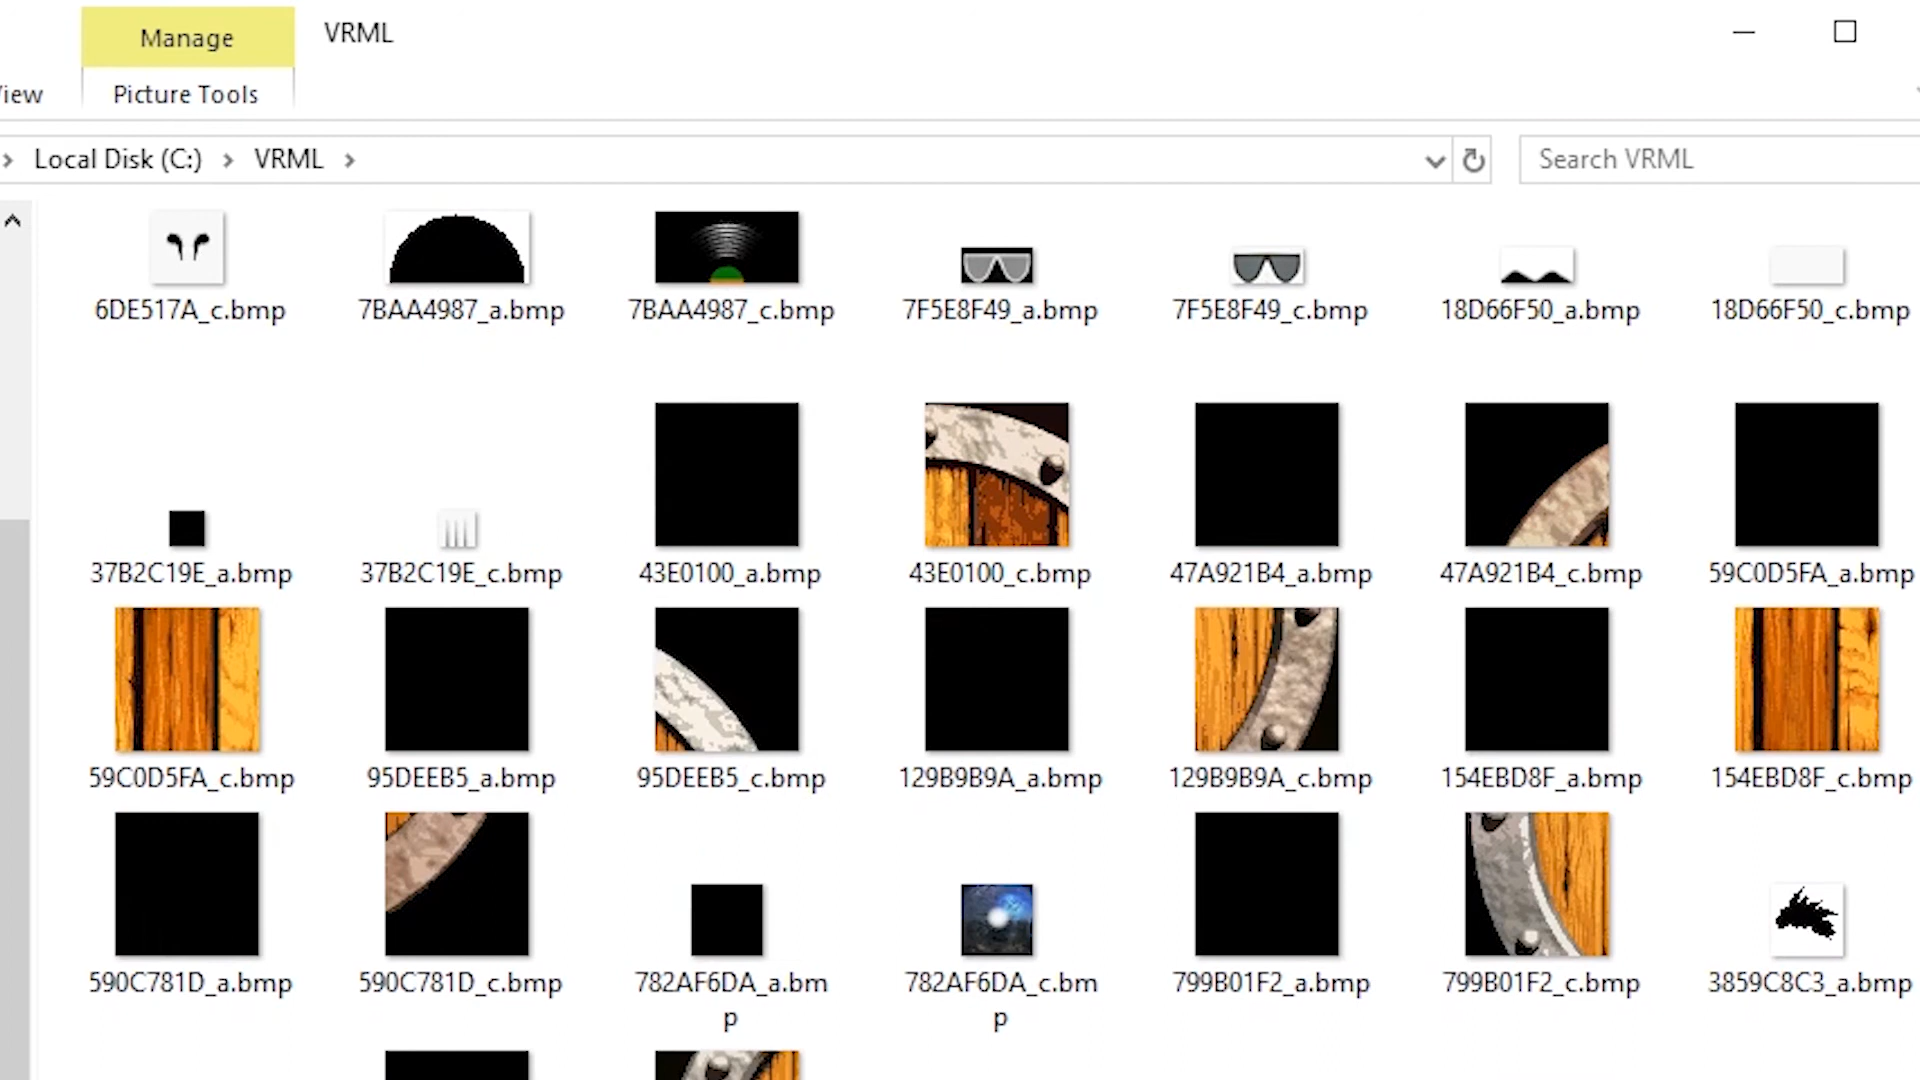 Manage
VRML
View
Picture Tools
Local Disk (C:)
VRML
Search VRML
6DE517A_c.bmp
7BAA4987_a.bmp
7BAA4987_c.bmp
7F5E8F49_a.bmp
7F5E8F49_c.bmp
18D66F50_a.bmp
18D66F50_c.bmp
37B2C19E_a.bmp
37B2C19E_c.bmp
43E0100_a.bmp
43E0100_c.bmp
47A921B4_a.bmp
47A921B4_c.bmp
59C0D5FA_a.bmp
59C0D5FA_c.bmp
95DEEB5_a.bmp
95DEEB5_c.bmp
129B9B9A_a.bmp
129B9B9A_c.bmp
154EBD8F_a.bmp
154EBD8F_c.bmp
590C781D_a.bmp
590C781D_c.bmp
782AF6DA_a.bm
p
782AF6DA_c.bm
p
799B01F2_a.bmp
799B01F2_c.bmp
3859C8C3_a.bmp